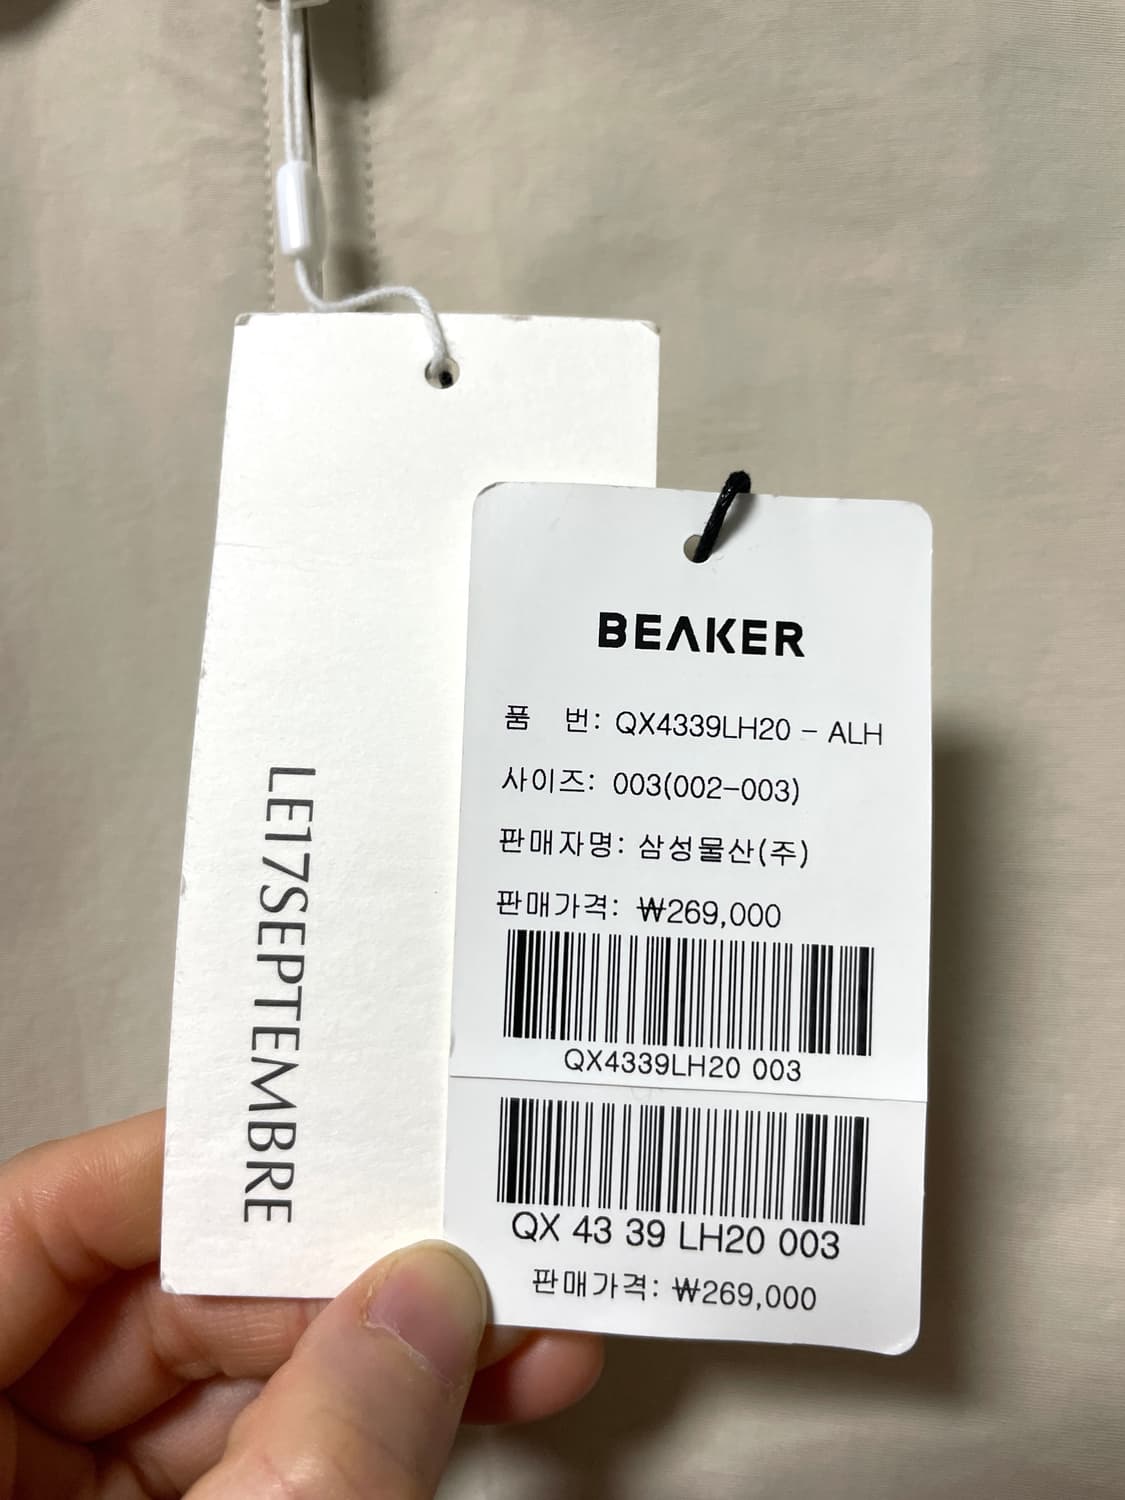 LE17SEPTEMBRE
BEAKER
품 번: QX4339LH20 - ALH
사이즈: 003(002-003)
판매자명: 삼성물산(주)
판매가격: ₩269,000
QX4339LH20 003
QX 43 39 LH20 003
판매가격: ₩269,000